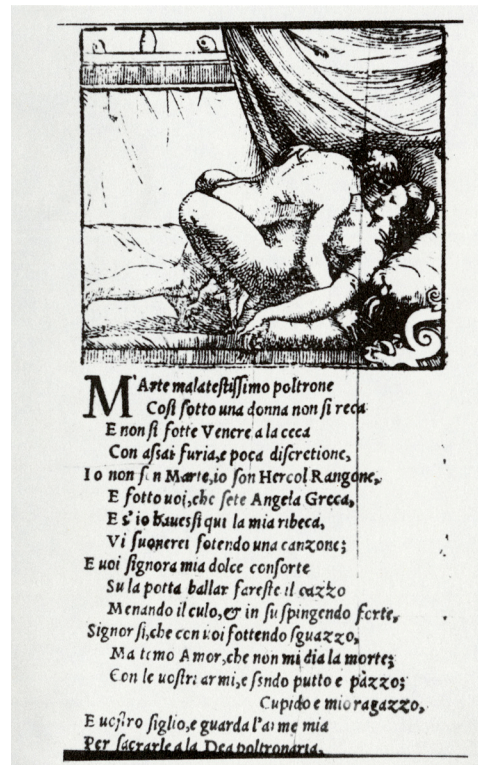 MArte malatestissimo poltrone
Cosi sotto una donna non si reca
E non si fotte Venere a la ceca
Con assai furia, e poca discretione,
Io non son Marte, io son Hercol Rangone,
E fotto uoi, che sete Angela Greca,
E s'io hauessi qui la mia ribeca,
Vi suonerei fotendo una canzone;
E uoi signora mia dolce consorte
Su la potta ballar fareste il cazzo
Menando il culo, & in su spingendo forte,
Signor si, che con uoi fottendo sguazzo,
Ma temo Amor, che non mi dia la morte;
Con le uostri armi, e sendo putto e pazzo;
Cupido e mio ragazzo,
E uostro figlio, e guarda l'arme mia
Per sacrarle a la Dea poltronaria.